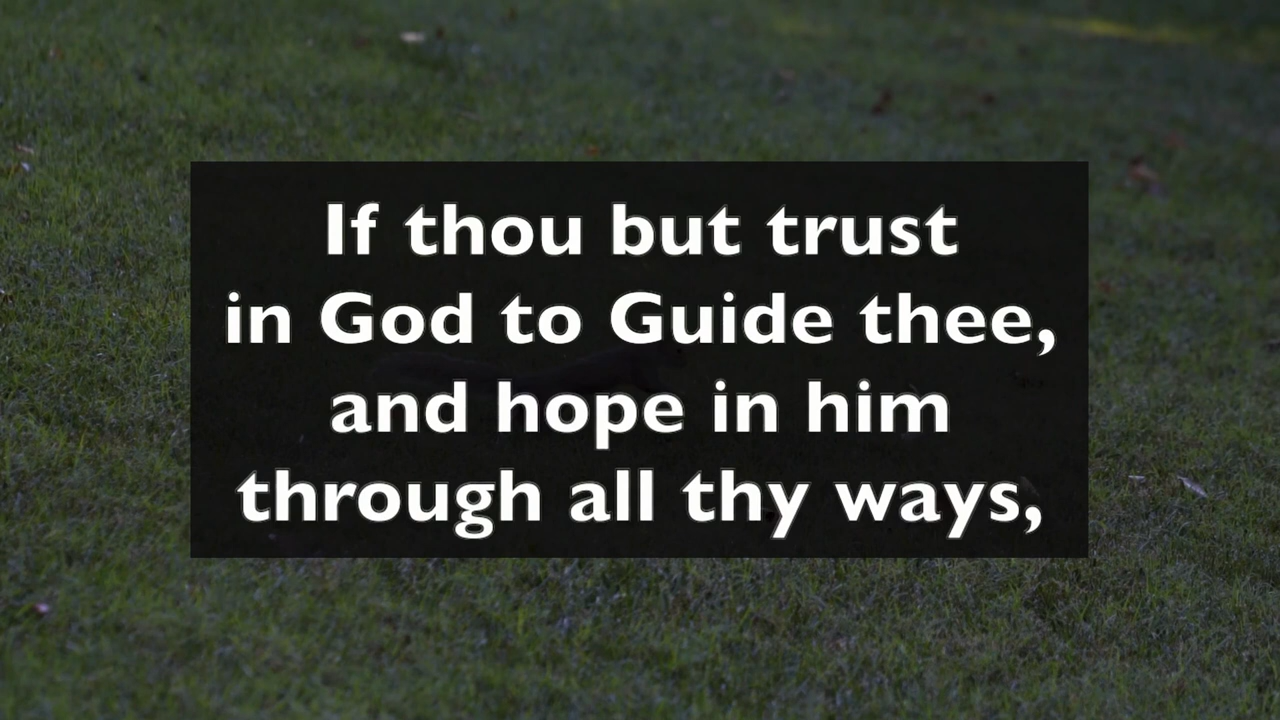 If thou but trust
in God to Guide thee,
and hope in him
through all thy ways,